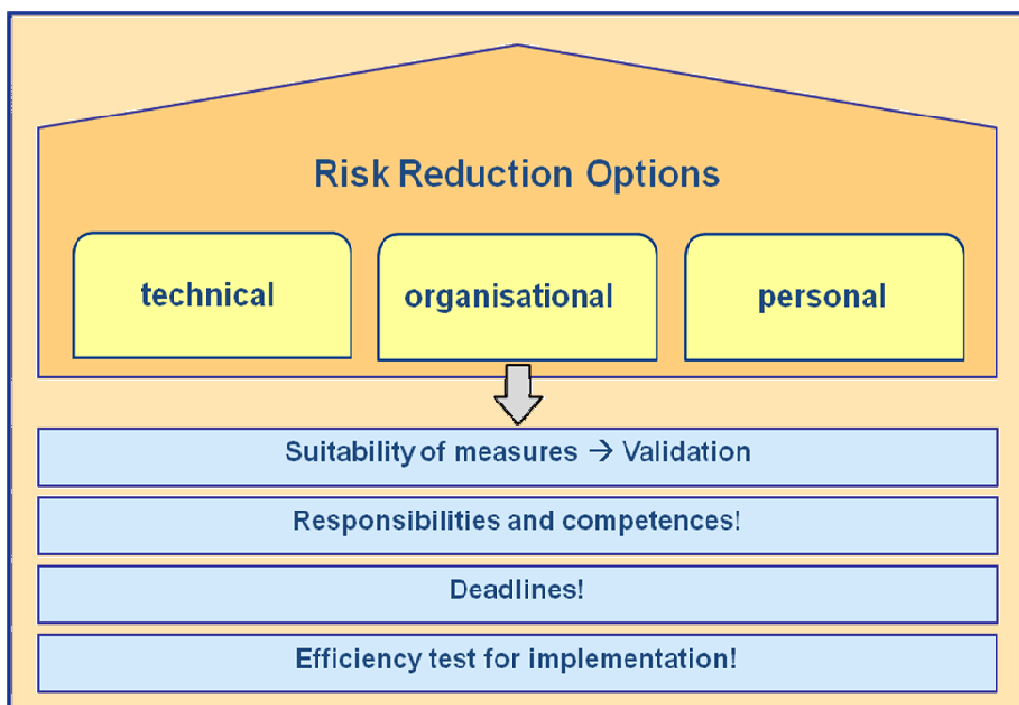 Risk Reduction Options
technical
organisational
personal
Suitability of measures → Validation
Responsibilities and competences!
Deadlines!
Efficiency test for implementation!